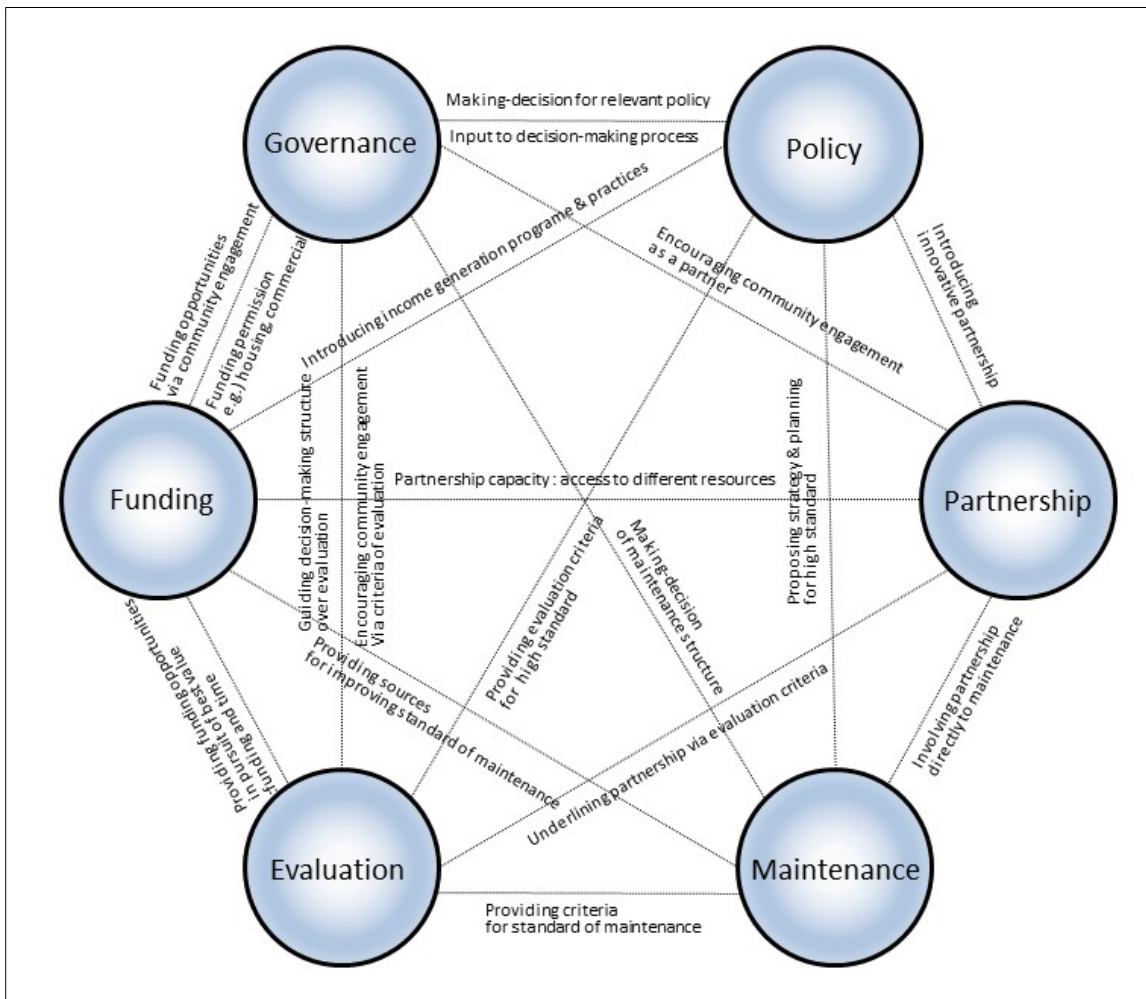 Governance
Policy
Making-decision for relevant policy
Input to decision-making process
Introducing income generation programe & practices
Encouraging community engagement
as a partner
Introducing
innovative partnership
Funding opportunities
via community engagement
Funding permission
e.g.) housing, commercial
Funding
Partnership
Partnership capacity : access to different resources
Guiding decision-making structure
over evaluation
Encouraging community engagement
Via criteria of evaluation
Proposing strategy & planning
for high standard
Making-decision
of maintenance structure
Providing evaluation criteria
for high standard
Providing sources
for improving standard of maintenance
Underlining partnership via evaluation criteria
Involving partnership
directly to maintenance
Providing funding opportunities
in pursuit of best value
:funding and time
Evaluation
Maintenance
Providing criteria
for standard of maintenance